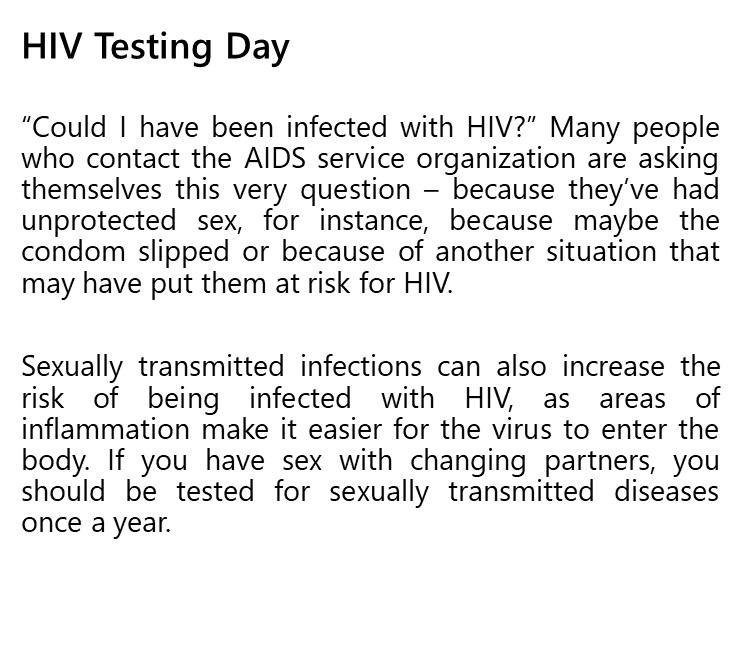 HIV Testing Day
“Could I have been infected with HIV?” Many people
who contact the AIDS service organization are asking
themselves this very question – because they’ve had
unprotected sex, for instance, because maybe the
condom slipped or because of another situation that
may have put them at risk for HIV.
Sexually transmitted infections can also increase the
risk of being infected with HIV, as areas of
inflammation make it easier for the virus to enter the
body. If you have sex with changing partners, you
should be tested for sexually transmitted diseases
once a year.